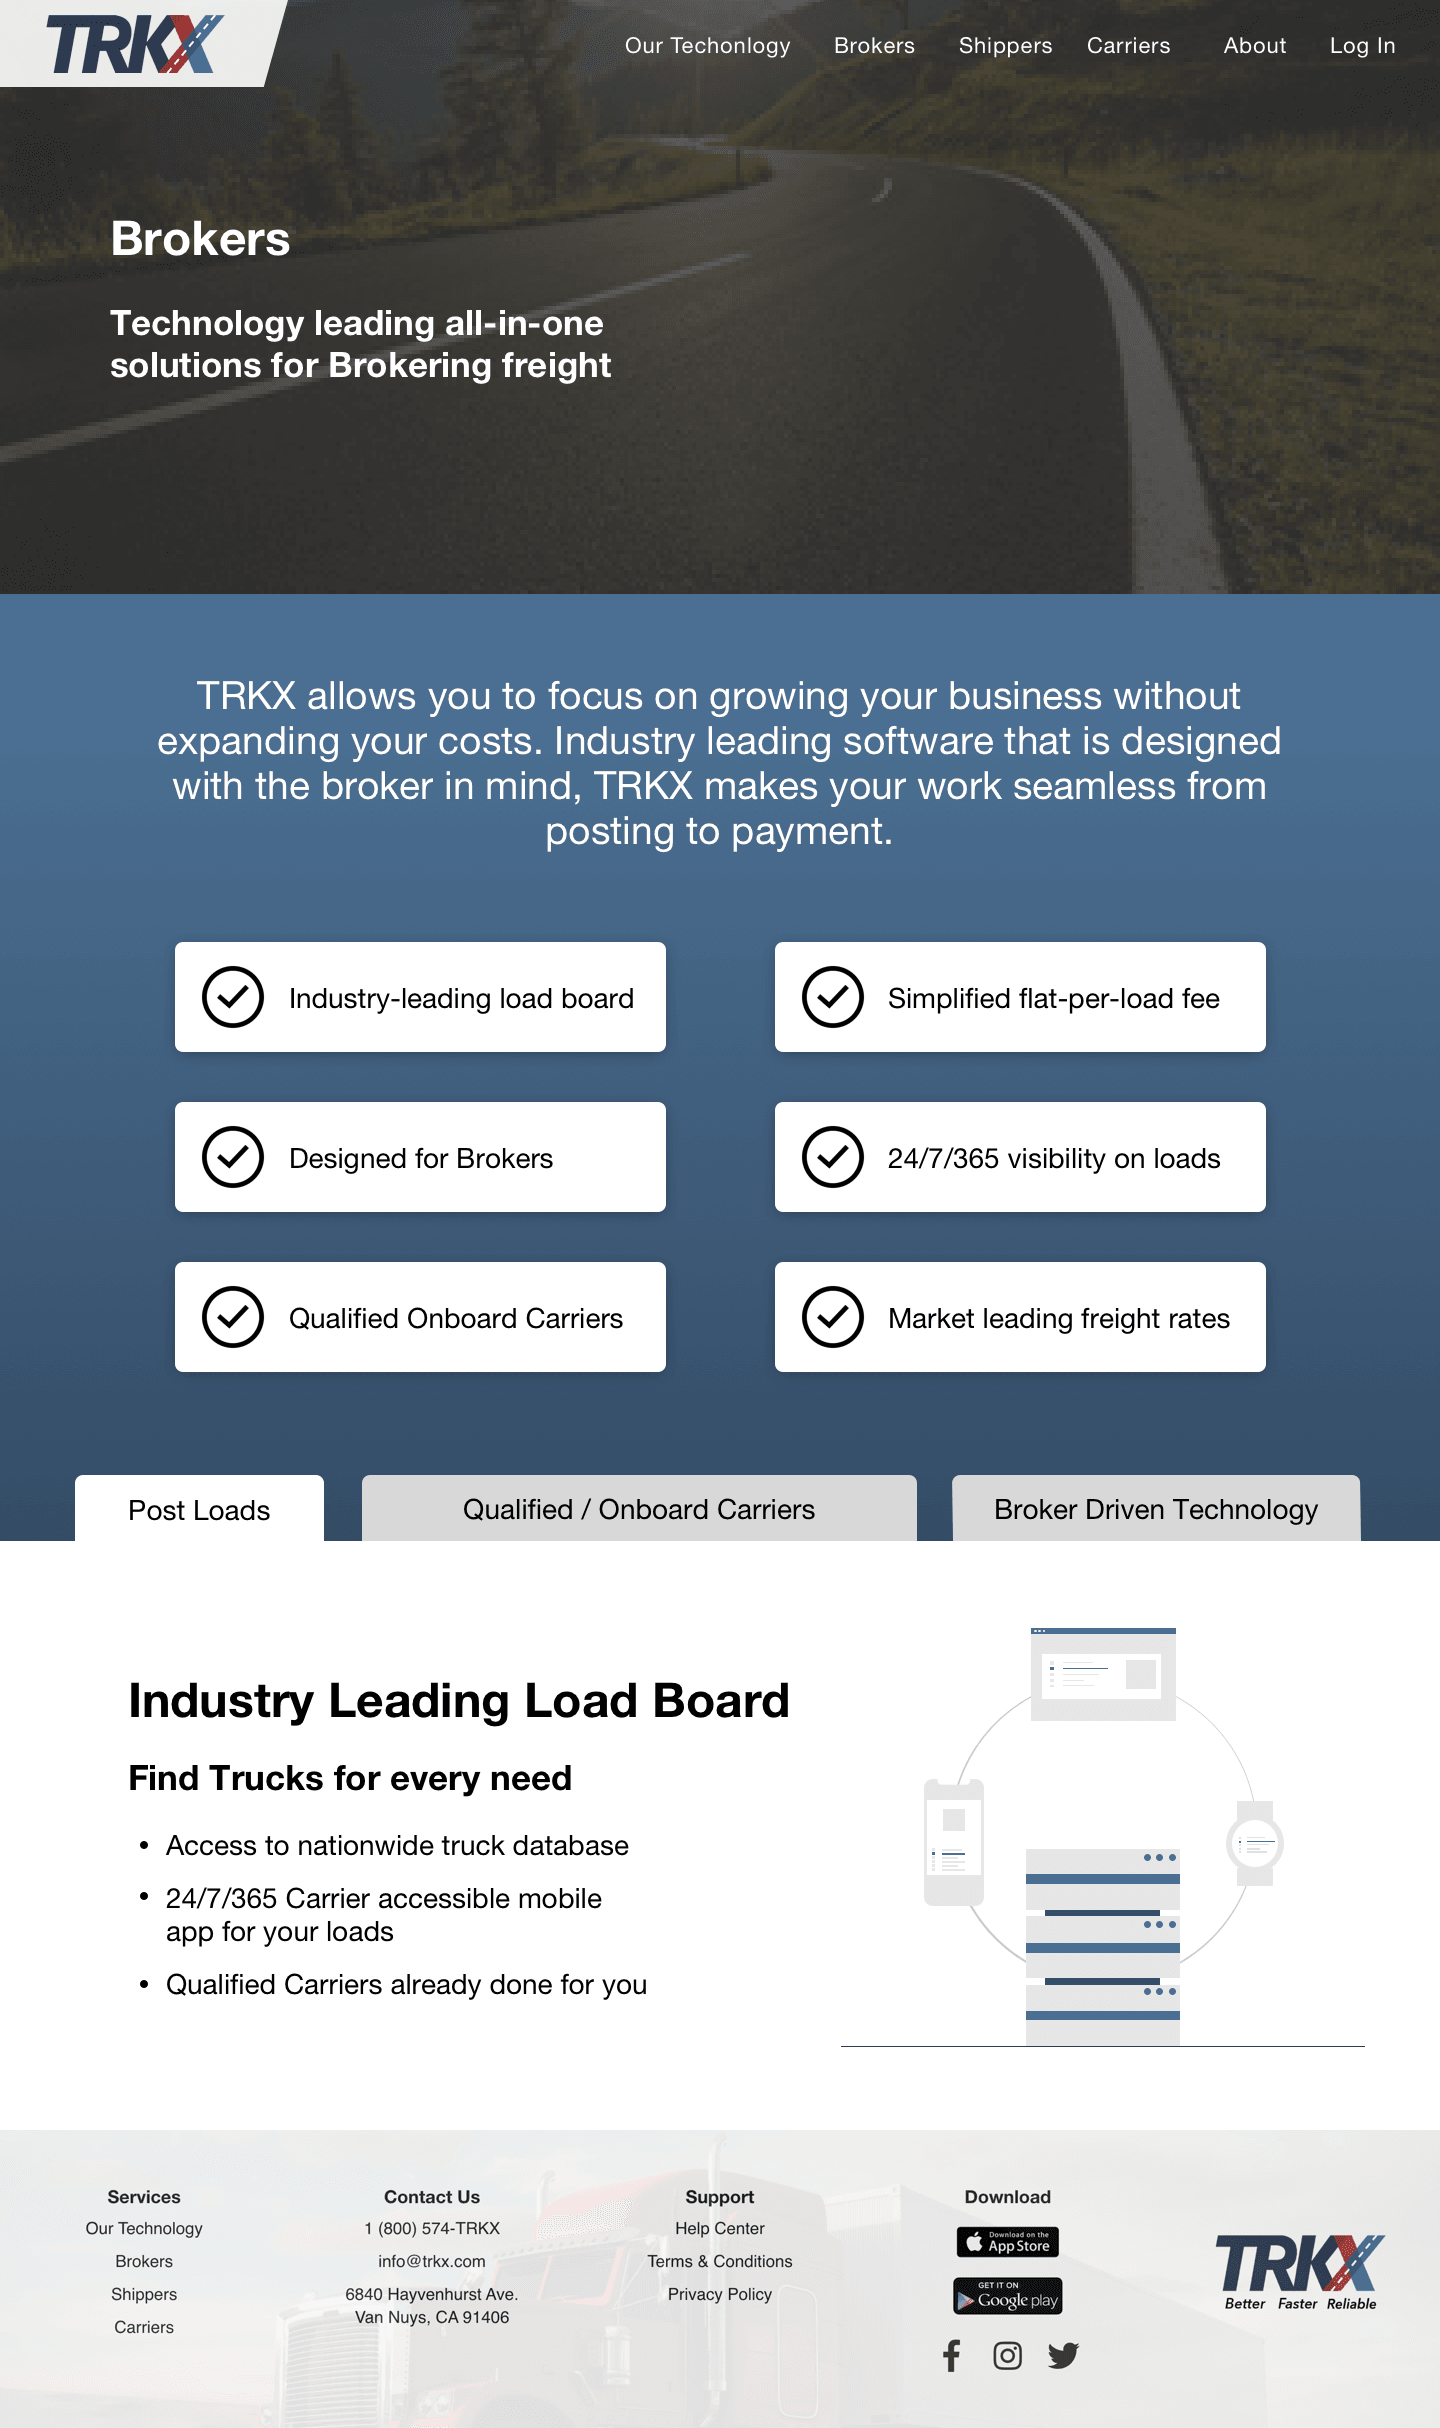 TRKX
Our Techonlogy Brokers Shippers Carriers About Log In
Brokers
Technology leading all-in-one
solutions for Brokering freight
TRKX allows you to focus on growing your business without
expanding your costs. Industry leading software that is designed
with the broker in mind, TRKX makes your work seamless from
posting to payment.
Industry-leading load board
Simplified flat-per-load fee
Designed for Brokers
24/7/365 visibility on loads
Qualified Onboard Carriers
Market leading freight rates
Post Loads
Qualified / Onboard Carriers
Broker Driven Technology
Industry Leading Load Board
Find Trucks for every need
• Access to nationwide truck database
• 24/7/365 Carrier accessible mobile
app for your loads
• Qualified Carriers already done for you
Services
Our Technology
Brokers
Shippers
Carriers
Contact Us
1 (800) 574-TRKX
info@trkx.com
6840 Hayvenhurst Ave.
Van Nuys, CA 91406
Support
Help Center
Terms & Conditions
Privacy Policy
Download
Download on the
App Store
GET IT ON
Google play
TRKX
Better Faster Reliable